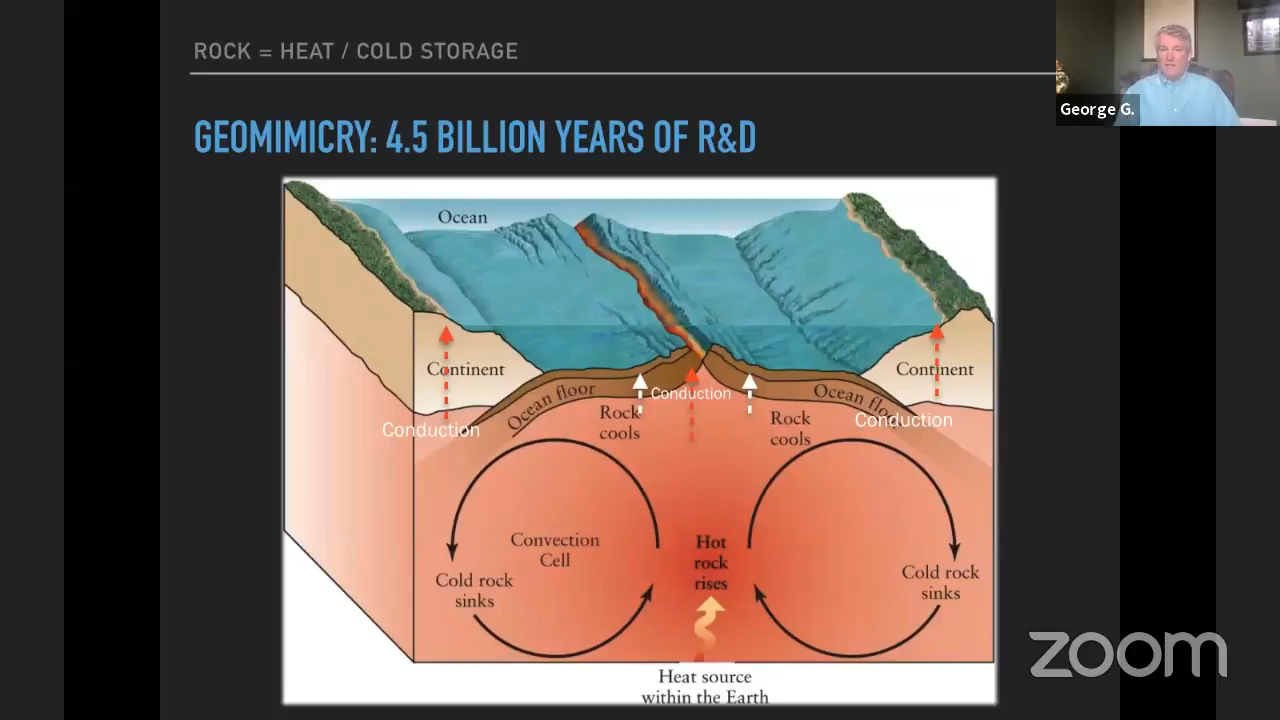 ROCK = HEAT / COLD STORAGE
George G.
GEOMIMICRY: 4.5 BILLION YEARS OF R&D
Ocean
Continent
Continent
Ocean floor
Conduction
Ocean floor
Conduction
Conduction
Rock
cools
Rock
cools
Convection
Cell
Hot
rock
rises
Cold rock
sinks
Cold rock
sinks
zoom
Heat source
within the Earth